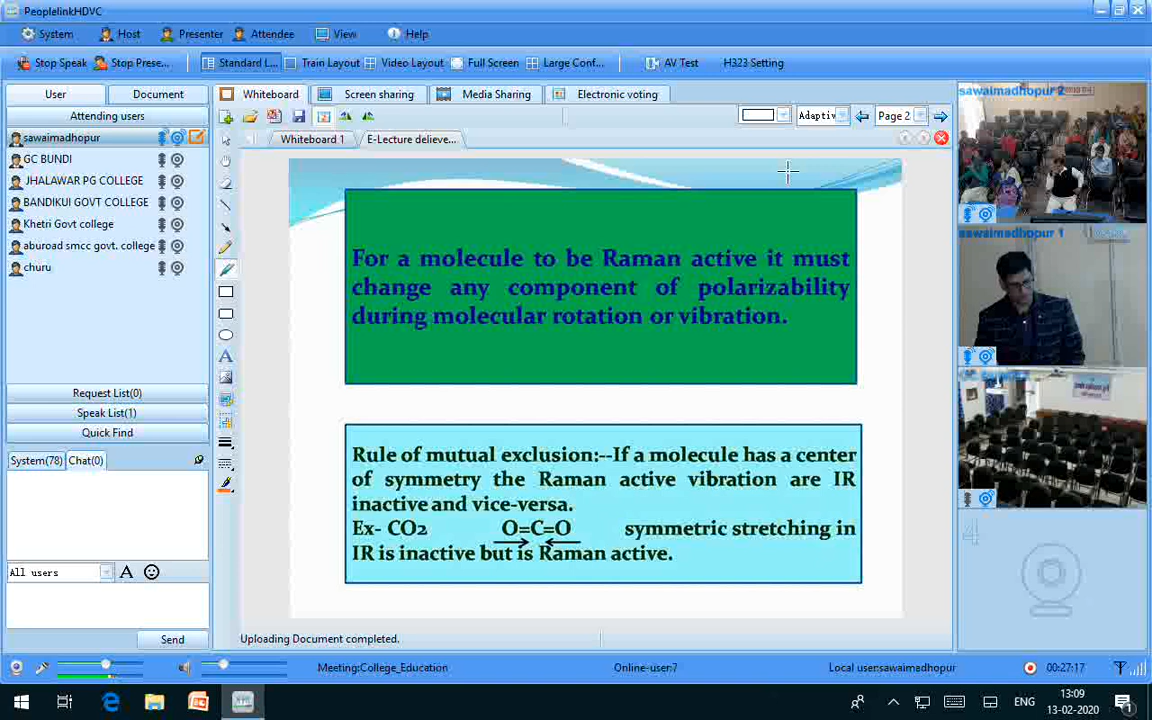 PeoplelinkHDVC
System Host Presenter Attendee View Help
Stop Speak Stop Prese... Standard L... Train Layout Video Layout Full Screen Large Conf... AV Test H323 Setting
User Document
Attending users
sawaimadhopur
GC BUNDI
JHALAWAR PG COLLEGE
BANDIKUI GOVT COLLEGE
Khetri Govt college
aburoad smcc govt. college
churu
Request List(0)
Speak List(1)
Quick Find
System(78) Chat(0)
All users A
Send
Whiteboard Screen sharing Media Sharing Electronic voting
Adaptiv Page 2
Whiteboard 1 E-Lecture delieve...
For a molecule to be Raman active it must
change any component of polarizability
during molecular rotation or vibration.
Rule of mutual exclusion:--If a molecule has a center
of symmetry the Raman active vibration are IR
inactive and vice-versa.
Ex- CO2 O=C=O symmetric stretching in
IR is inactive but is Raman active.
Uploading Document completed.
sawaimadhopur 2
sawaimadhopur 1
4
Meeting:College_Education Online-user:7 Local user:sawaimadhopur 00:27:17
ENG 13:09
13-02-2020 1